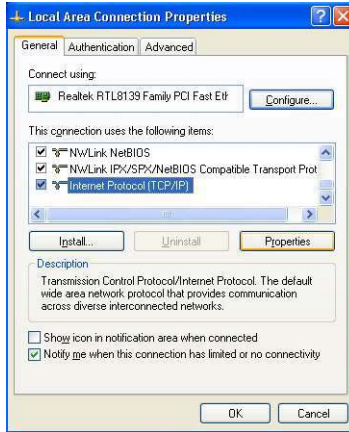 Local Area Connection Properties
General Authentication Advanced
Connect using:
Realtek RTL8139 Family PCI Fast Eth
Configure...
This connection uses the following items:
NWLink NetBIOS
NWLink IPX/SPX/NetBIOS Compatible Transport Prot
Internet Protocol (TCP/IP)
Install... Uninstall Properties
Description
Transmission Control Protocol/Internet Protocol. The default
wide area network protocol that provides communication
across diverse interconnected networks.
Show icon in notification area when connected
Notify me when this connection has limited or no connectivity
OK Cancel